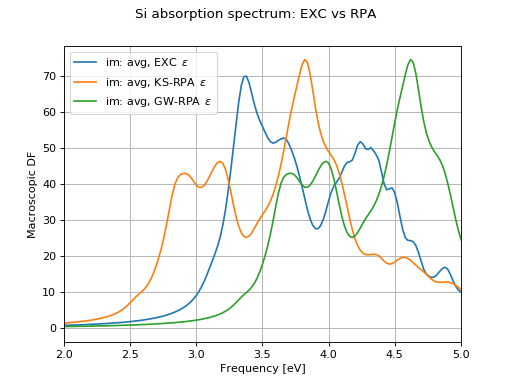 Si absorption spectrum: EXC vs RPA
im: avg, EXC ε
im: avg, KS-RPA ε
im: avg, GW-RPA ε
Macroscopic DF
70
60
50
40
30
20
10
0
2.0 2.5 3.0 3.5 4.0 4.5 5.0
Frequency [eV]